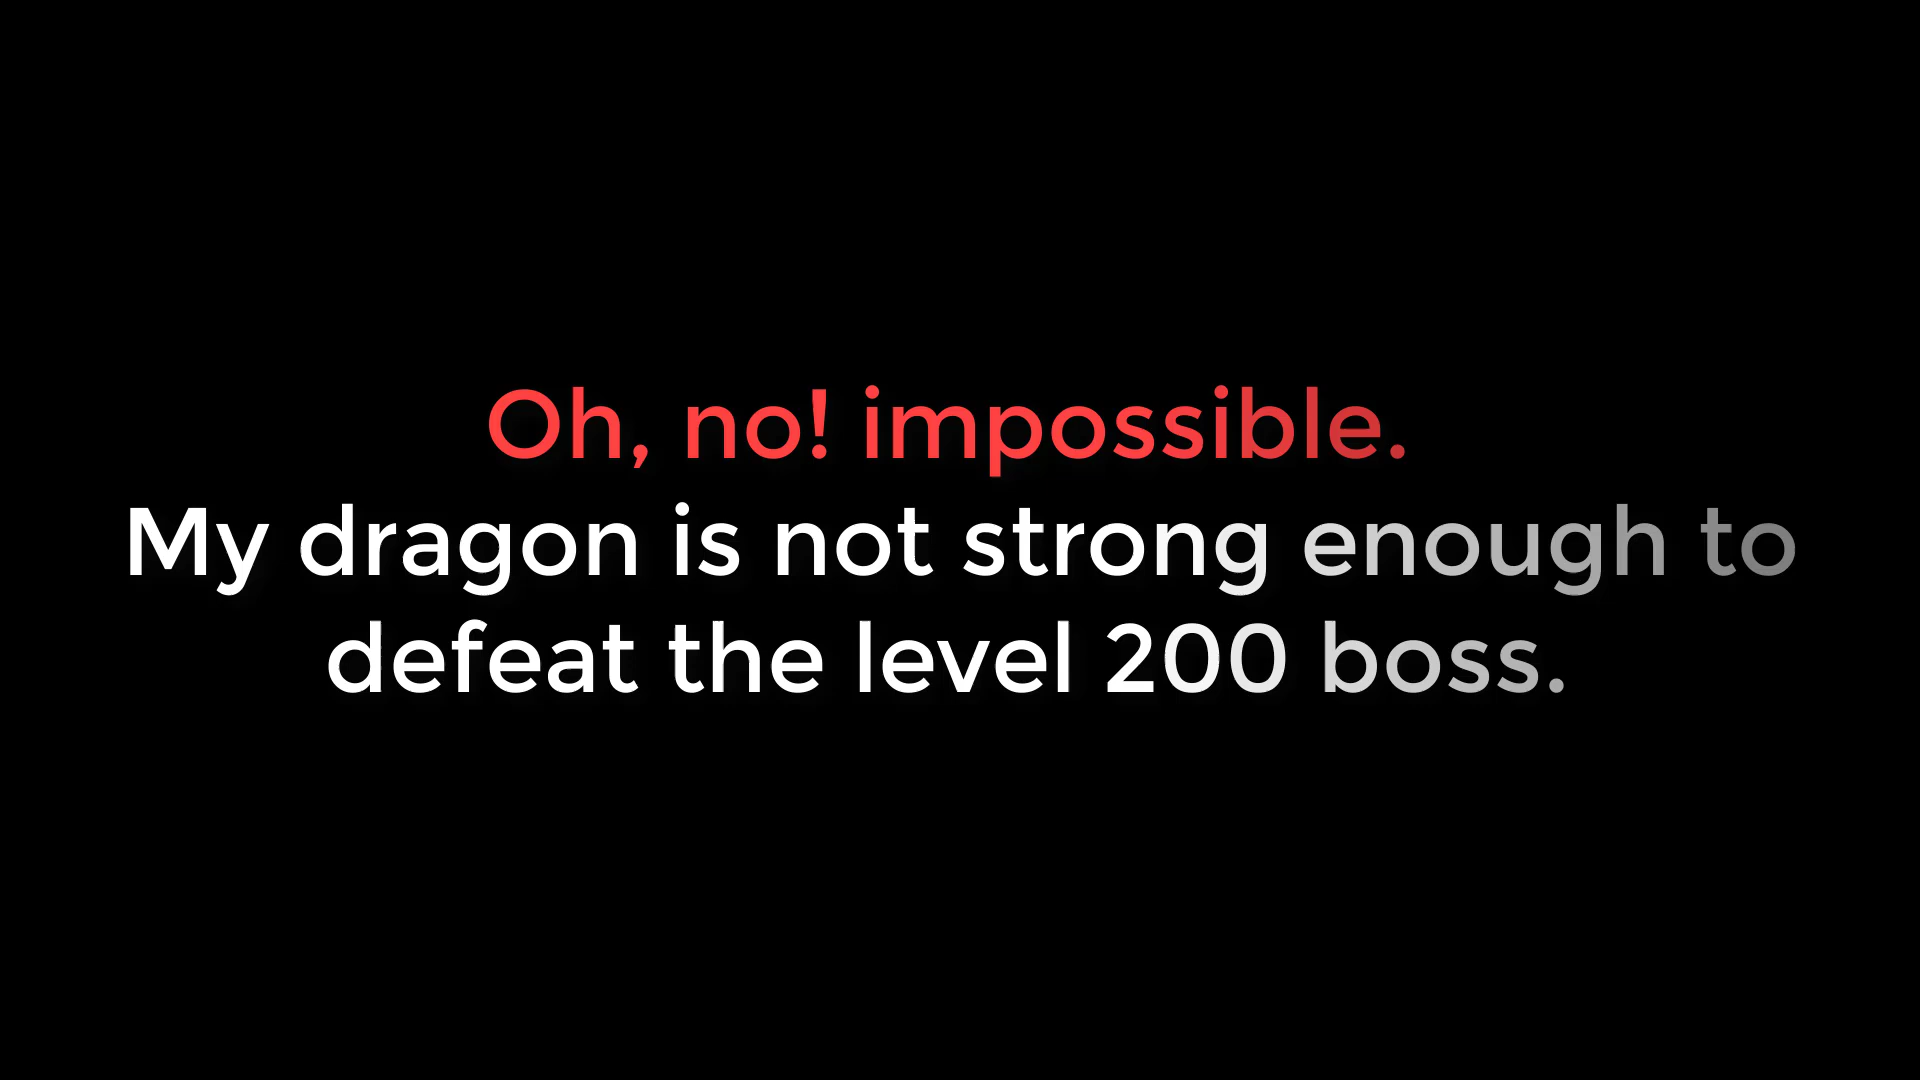 Oh, no! impossible.
My dragon is not strong enough to
defeat the level 200 boss.